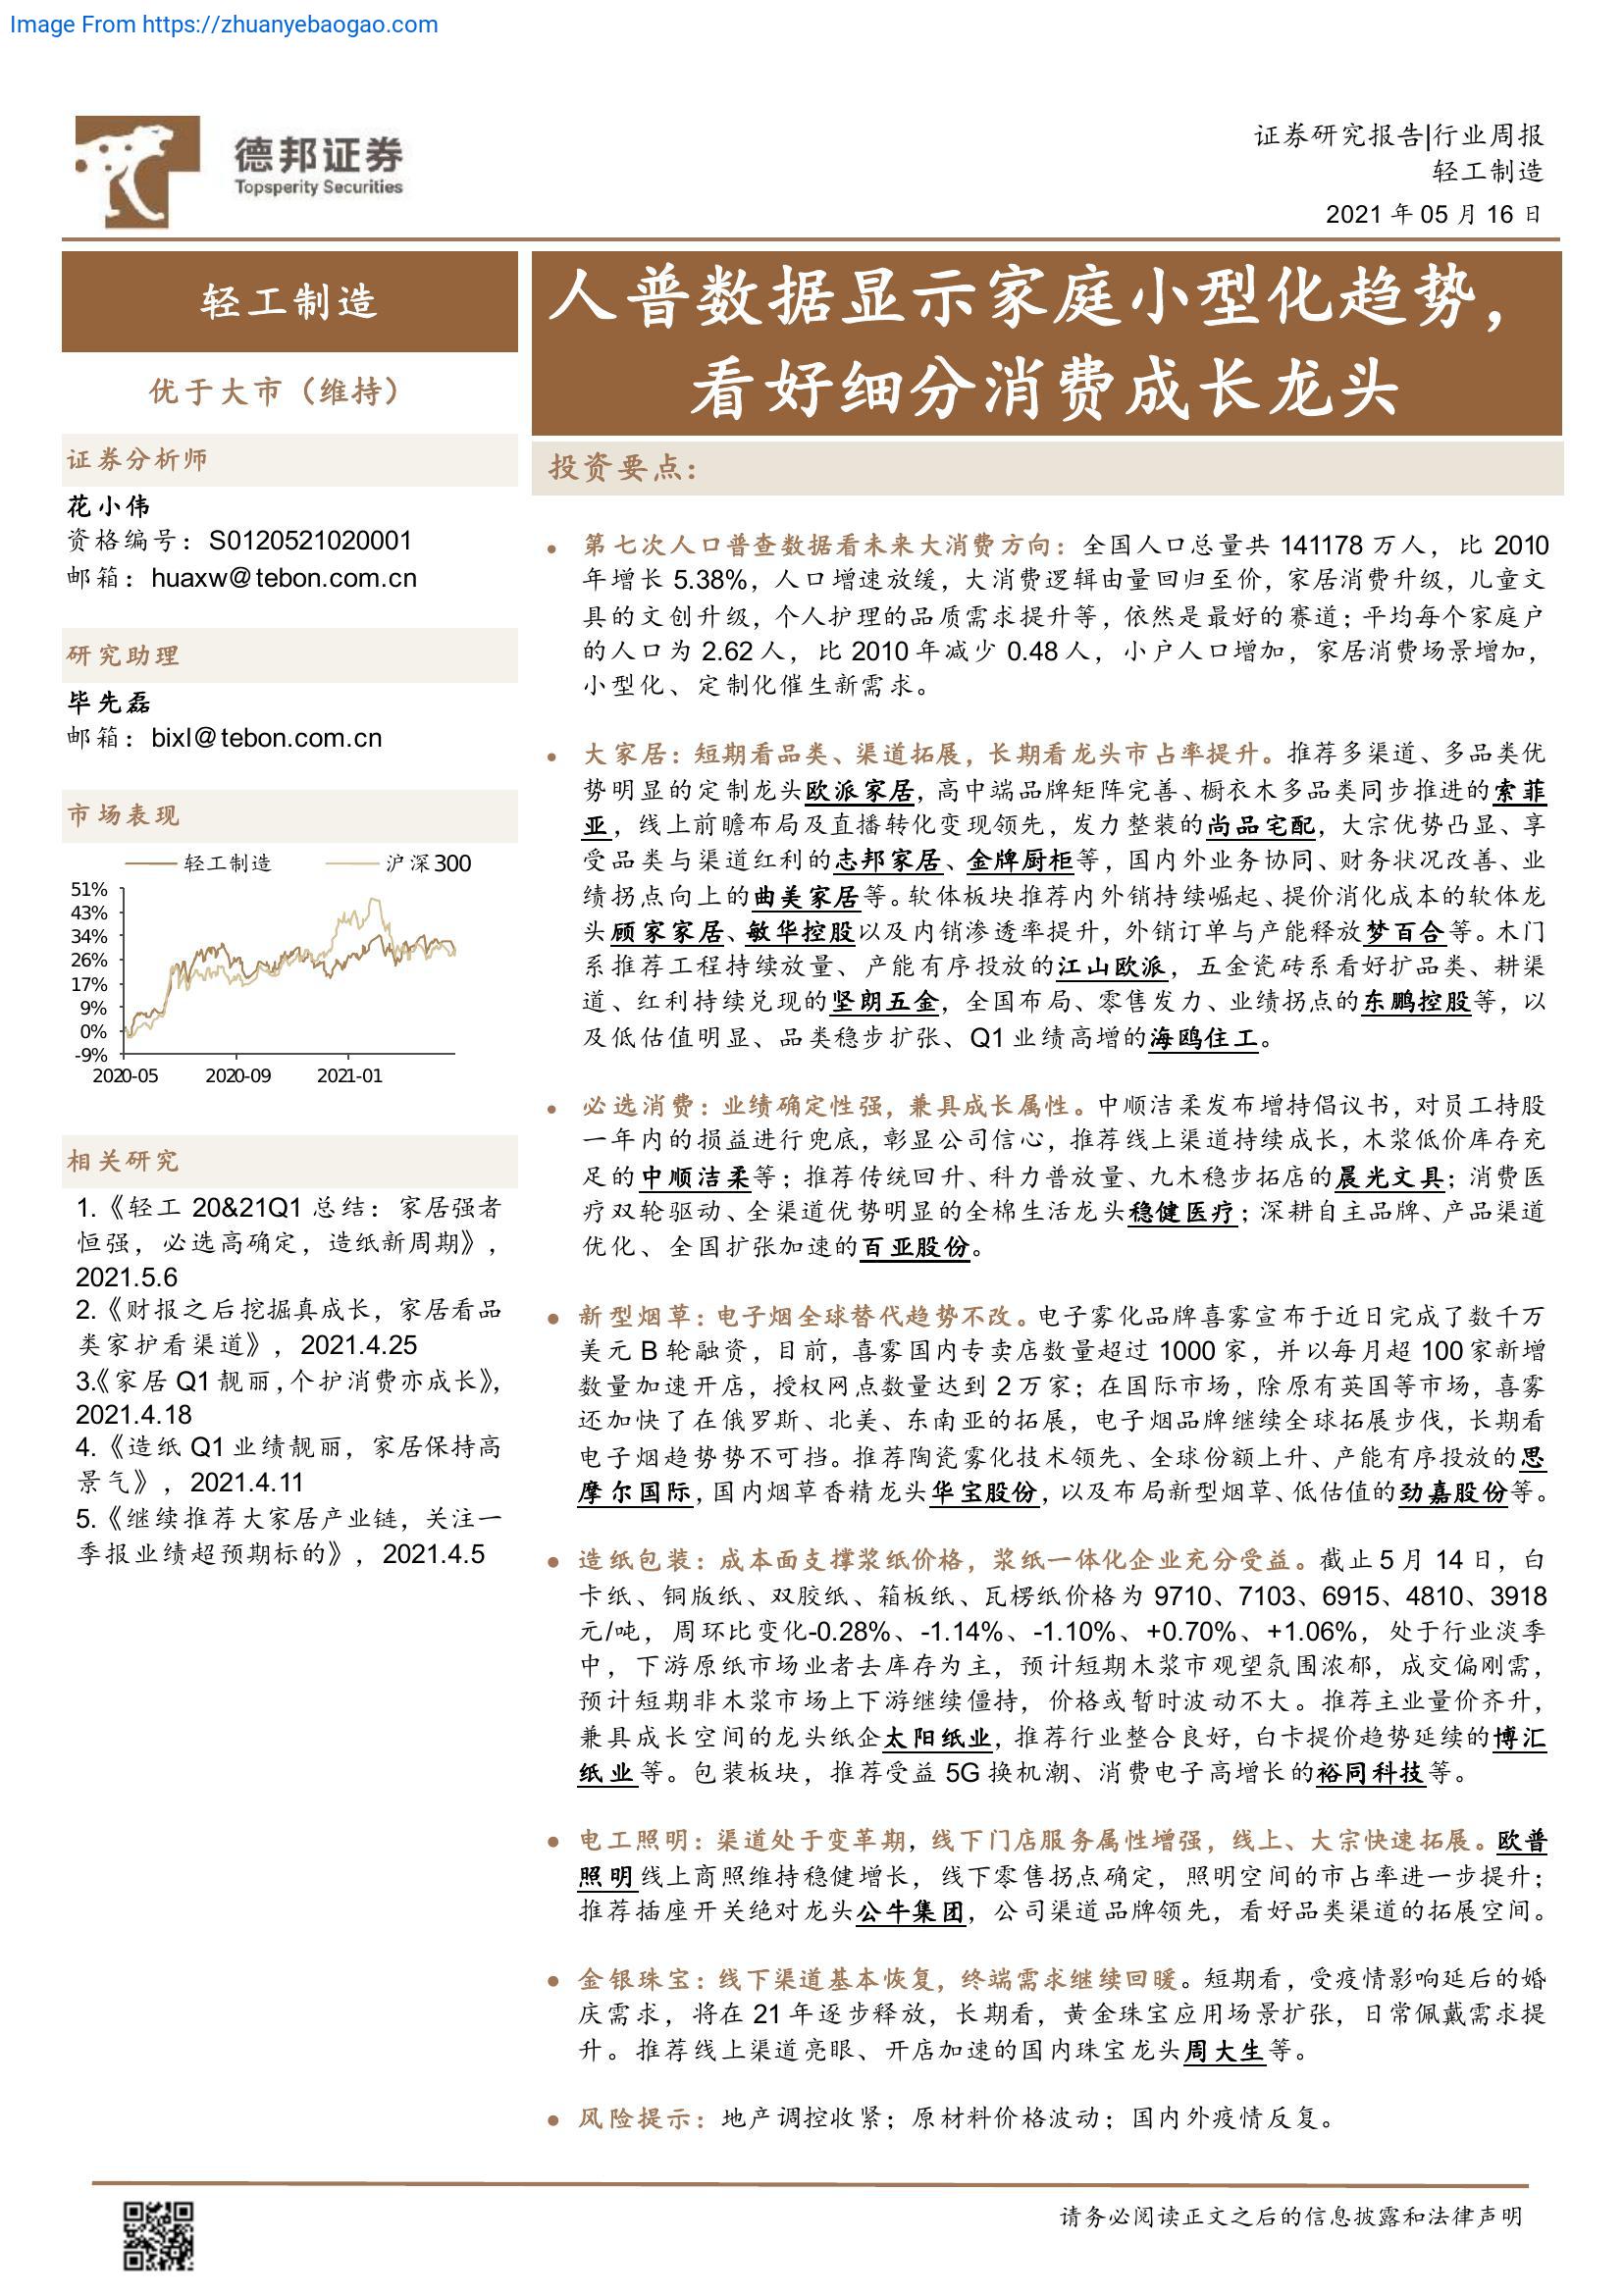 Image From https://zhuanyebaogao.com
德邦证券
Topsperity Securities
证券研究报告|行业周报
轻工制造
2021 年 05 月 16 日
轻工制造
优于大市（维持）
证券分析师
花小伟
资格编号：S0120521020001
邮箱：huaxw@tebon.com.cn
研究助理
毕先磊
邮箱：bixl@tebon.com.cn
市场表现
轻工制造 沪深300
51%
43%
34%
26%
17%
9%
0%
-9%
2020-05 2020-09 2021-01
相关研究
1.《轻工 20&21Q1 总结：家居强者
恒强，必选高确定，造纸新周期》，
2021.5.6
2.《财报之后挖掘真成长，家居看品
类家护看渠道》，2021.4.25
3.《家居 Q1 靓丽，个护消费亦成长》，
2021.4.18
4.《造纸 Q1 业绩靓丽，家居保持高
景气》，2021.4.11
5.《继续推荐大家居产业链，关注一
季报业绩超预期标的》，2021.4.5
人普数据显示家庭小型化趋势，
看好细分消费成长龙头
投资要点：
● 第七次人口普查数据看未来大消费方向：全国人口总量共 141178 万人，比 2010
年增长 5.38%，人口增速放缓，大消费逻辑由量回归至价，家居消费升级，儿童文
具的文创升级，个人护理的品质需求提升等，依然是最好的赛道；平均每个家庭户
的人口为 2.62 人，比 2010 年减少 0.48 人，小户人口增加，家居消费场景增加，
小型化、定制化催生新需求。
● 大家居：短期看品类、渠道拓展，长期看龙头市占率提升。推荐多渠道、多品类优
势明显的定制龙头欧派家居，高中端品牌矩阵完善、橱衣木多品类同步推进的索菲
亚，线上前瞻布局及直播转化变现领先，发力整装的尚品宅配，大宗优势凸显、享
受品类与渠道红利的志邦家居、金牌厨柜等，国内外业务协同、财务状况改善、业
绩拐点向上的曲美家居等。软体板块推荐内外销持续崛起、提价消化成本的软体龙
头顾家家居、敏华控股以及内销渗透率提升，外销订单与产能释放梦百合等。木门
系推荐工程持续放量、产能有序投放的江山欧派，五金瓷砖系看好扩品类、耕渠
道、红利持续兑现的坚朗五金，全国布局、零售发力、业绩拐点的东鹏控股等，以
及低估值明显、品类稳步扩张、Q1 业绩高增的海鸥住工。
● 必选消费：业绩确定性强，兼具成长属性。中顺洁柔发布增持倡议书，对员工持股
一年内的损益进行兜底，彰显公司信心，推荐线上渠道持续成长，木浆低价库存充
足的中顺洁柔等；推荐传统回升、科力普放量、九木稳步拓店的晨光文具；消费医
疗双轮驱动、全渠道优势明显的全棉生活龙头稳健医疗；深耕自主品牌、产品渠道
优化、全国扩张加速的百亚股份。
● 新型烟草：电子烟全球替代趋势不改。电子雾化品牌喜雾宣布于近日完成了数千万
美元 B 轮融资，目前，喜雾国内专卖店数量超过 1000 家，并以每月超 100 家新增
数量加速开店，授权网点数量达到 2 万家；在国际市场，除原有英国等市场，喜雾
还加快了在俄罗斯、北美、东南亚的拓展，电子烟品牌继续全球拓展步伐，长期看
电子烟趋势势不可挡。推荐陶瓷雾化技术领先、全球份额上升、产能有序投放的思
摩尔国际，国内烟草香精龙头华宝股份，以及布局新型烟草、低估值的劲嘉股份等。
● 造纸包装：成本面支撑浆纸价格，浆纸一体化企业充分受益。截止 5 月 14 日，白
卡纸、铜版纸、双胶纸、箱板纸、瓦楞纸价格为 9710、7103、6915、4810、3918
元/吨，周环比变化-0.28%、-1.14%、-1.10%、+0.70%、+1.06%，处于行业淡季
中，下游原纸市场业者去库存为主，预计短期木浆市观望氛围浓郁，成交偏刚需，
预计短期非木浆市场上下游继续僵持，价格或暂时波动不大。推荐主业量价齐升，
兼具成长空间的龙头纸企太阳纸业，推荐行业整合良好，白卡提价趋势延续的博汇
纸业等。包装板块，推荐受益 5G 换机潮、消费电子高增长的裕同科技等。
● 电工照明：渠道处于变革期，线下门店服务属性增强，线上、大宗快速拓展。欧普
照明线上商照维持稳健增长，线下零售拐点确定，照明空间的市占率进一步提升；
推荐插座开关绝对龙头公牛集团，公司渠道品牌领先，看好品类渠道的拓展空间。
● 金银珠宝：线下渠道基本恢复，终端需求继续回暖。短期看，受疫情影响延后的婚
庆需求，将在 21 年逐步释放，长期看，黄金珠宝应用场景扩张，日常佩戴需求提
升。推荐线上渠道亮眼、开店加速的国内珠宝龙头周大生等。
● 风险提示：地产调控收紧；原材料价格波动；国内外疫情反复。
请务必阅读正文之后的信息披露和法律声明